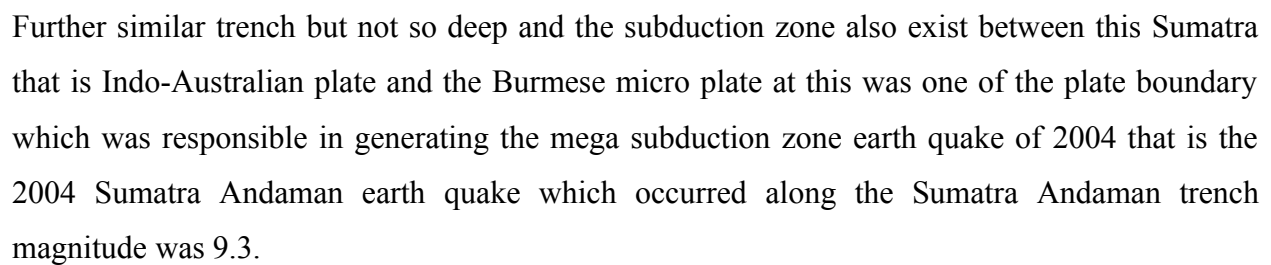 Further similar trench but not so deep and the subduction zone also exist between this Sumatra
that is Indo-Australian plate and the Burmese micro plate at this was one of the plate boundary
which was responsible in generating the mega subduction zone earth quake of 2004 that is the
2004 Sumatra Andaman earth quake which occurred along the Sumatra Andaman trench
magnitude was 9.3.